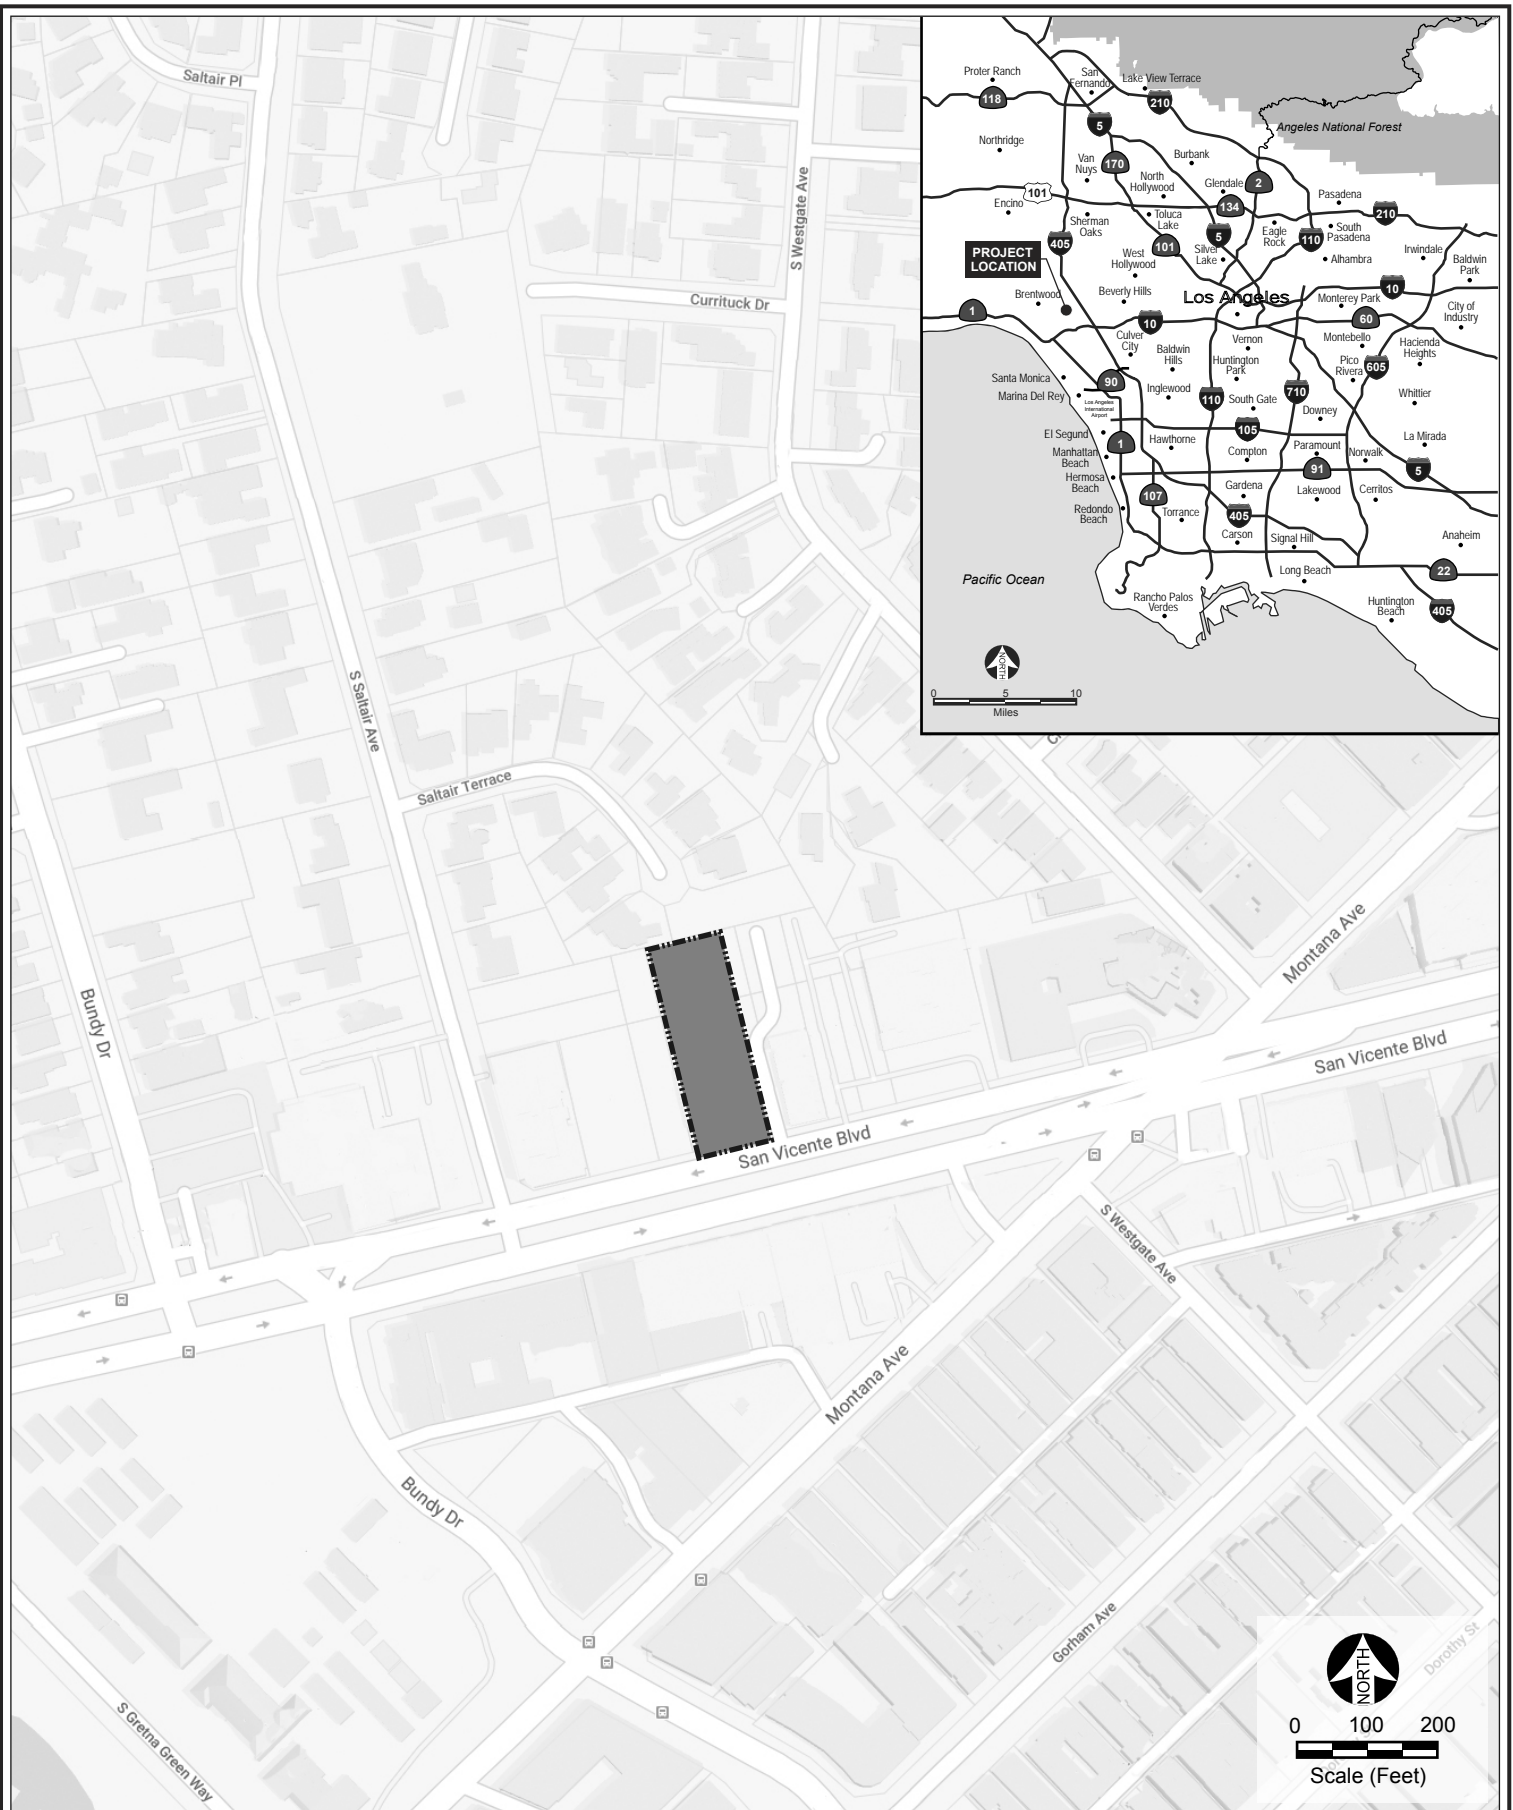 Saltair Pl
S Westgate Ave
Currituck Dr
S Saltair Ave
Saltair Terrace
Bundy Dr
Montana Ave
San Vicente Blvd
San Vicente Blvd
S Westgate Ave
Montana Ave
Bundy Dr
Gorham Ave
Dorothy St
S Gretna Green Way
NORTH
0 100 200
Scale (Feet)
Proter Ranch
San
Fernando
Lake View Terrace
118
210
5
Angeles National Forest
Northridge
Van
Nuys
170
Burbank
North
Hollywood
Glendale
2
Pasadena
101
134
210
Encino
Sherman
Oaks
Toluca
Lake
5
Eagle
Rock
110
South
Pasadena
405
101
Silver
Lake
PROJECT
LOCATION
West
Hollywood
Alhambra
Irwindale
Baldwin
Park
Brentwood
Beverly Hills
Los Angeles
Monterey Park
10
City of
Industry
1
10
60
Culver
City
Baldwin
Hills
Vernon
Montebello
Hacienda
Heights
Huntington
Park
Pico
Rivera
605
Santa Monica
90
Inglewood
Marina Del Rey
Los Angeles
International
Airport
110
South Gate
710
Downey
Whittier
El Segund
1
Hawthorne
105
Paramount
La Mirada
Manhattan
Beach
Compton
Norwalk
91
5
Hermosa
Beach
107
Gardena
Lakewood
Cerritos
Redondo
Beach
Torrance
405
Carson
Signal Hill
Anaheim
Pacific Ocean
Long Beach
22
Rancho Palos
Verdes
Huntington
Beach
405
NORTH
0 5 10
Miles